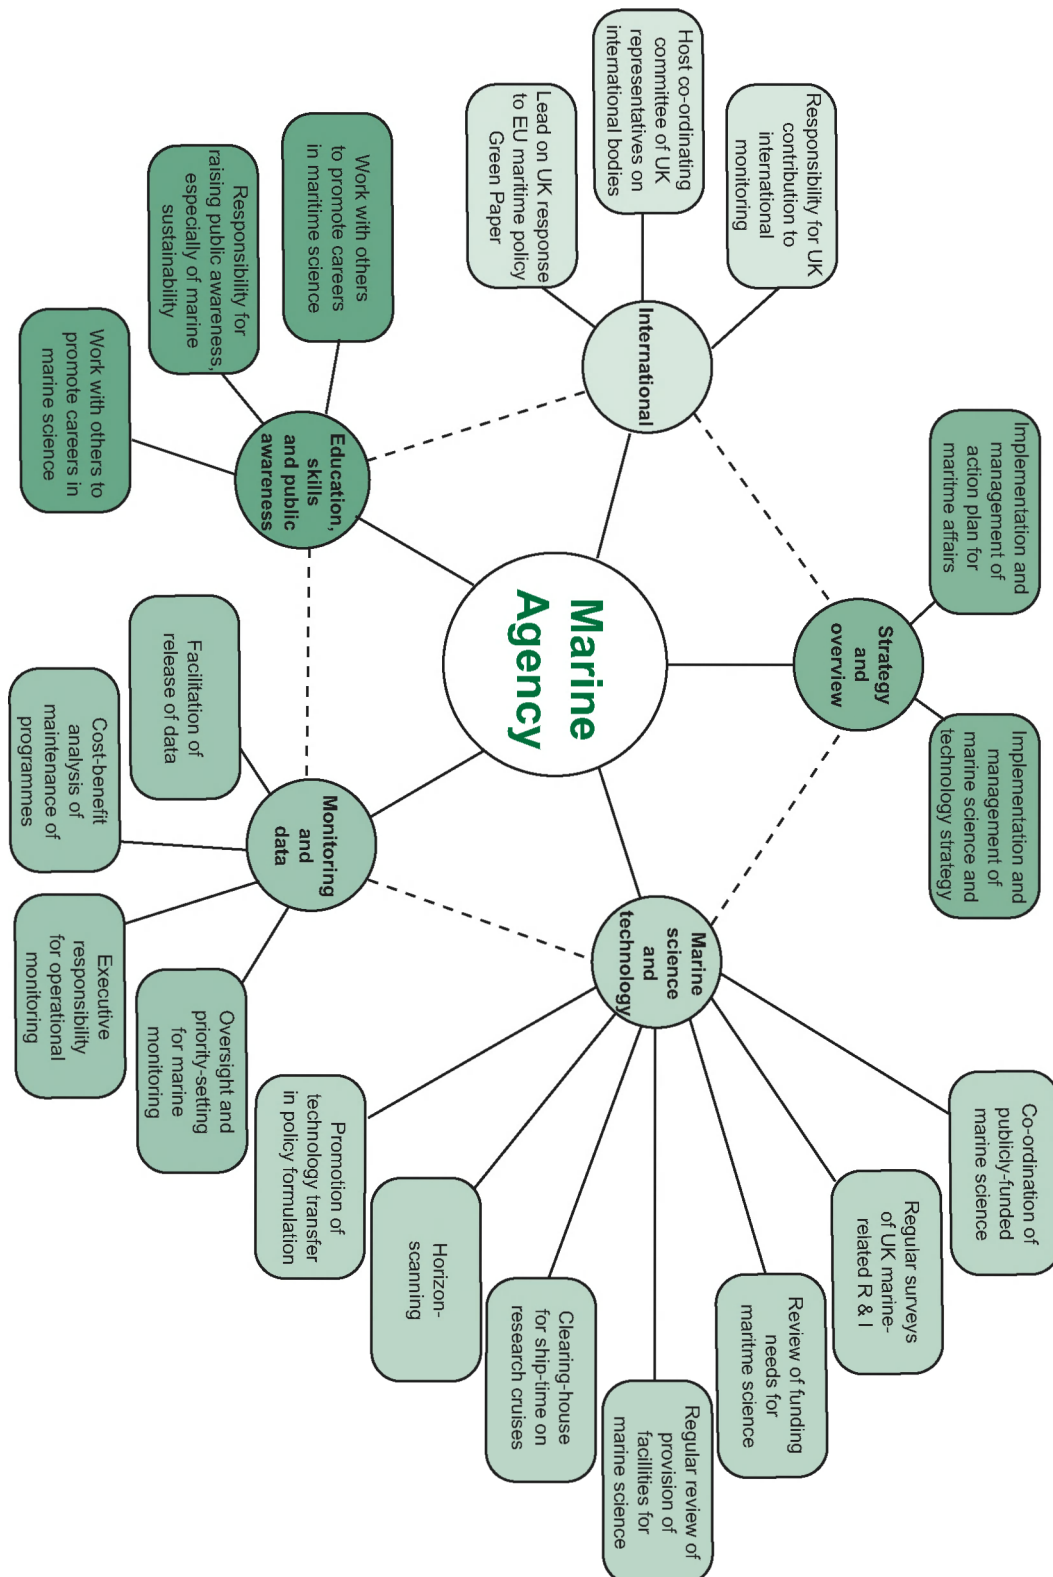 Implementation and
management of
action plan for
maritme affairs
Implementation and
management of
marine science and
technology strategy
Strategy
and
overview
Responsibility for UK
contribution to
international
monitoring
Host co-ordinating
committee of UK
representatives on
international bodies
Lead on UK response
to EU maritime policy
Green Paper
International
Marine
Agency
Marine
science
and
technology
Co-ordination of
publicly-funded
marine science
Regular surveys
of UK marine-
related R & I
Review of funding
needs for
maritme science
Regular review of
provision of
facillities for
marine science
Clearing-house
for ship-time on
research cruises
Horizon-
scanning
Promotion of
technology transfer
in policy formulation
Education,
skills
and public
awareness
Work with others
to promote careers
in maritime science
Responsibility for
raising public awareness,
especially of marine
sustainability
Work with others to
promote careers in
marine science
Monitoring
and
data
Facilitation of
release of data
Cost-benefit
analysis of
maintenance of
programmes
Executive
responsibility
for operational
monitoring
Oversight and
priority-setting
for marine
monitoring